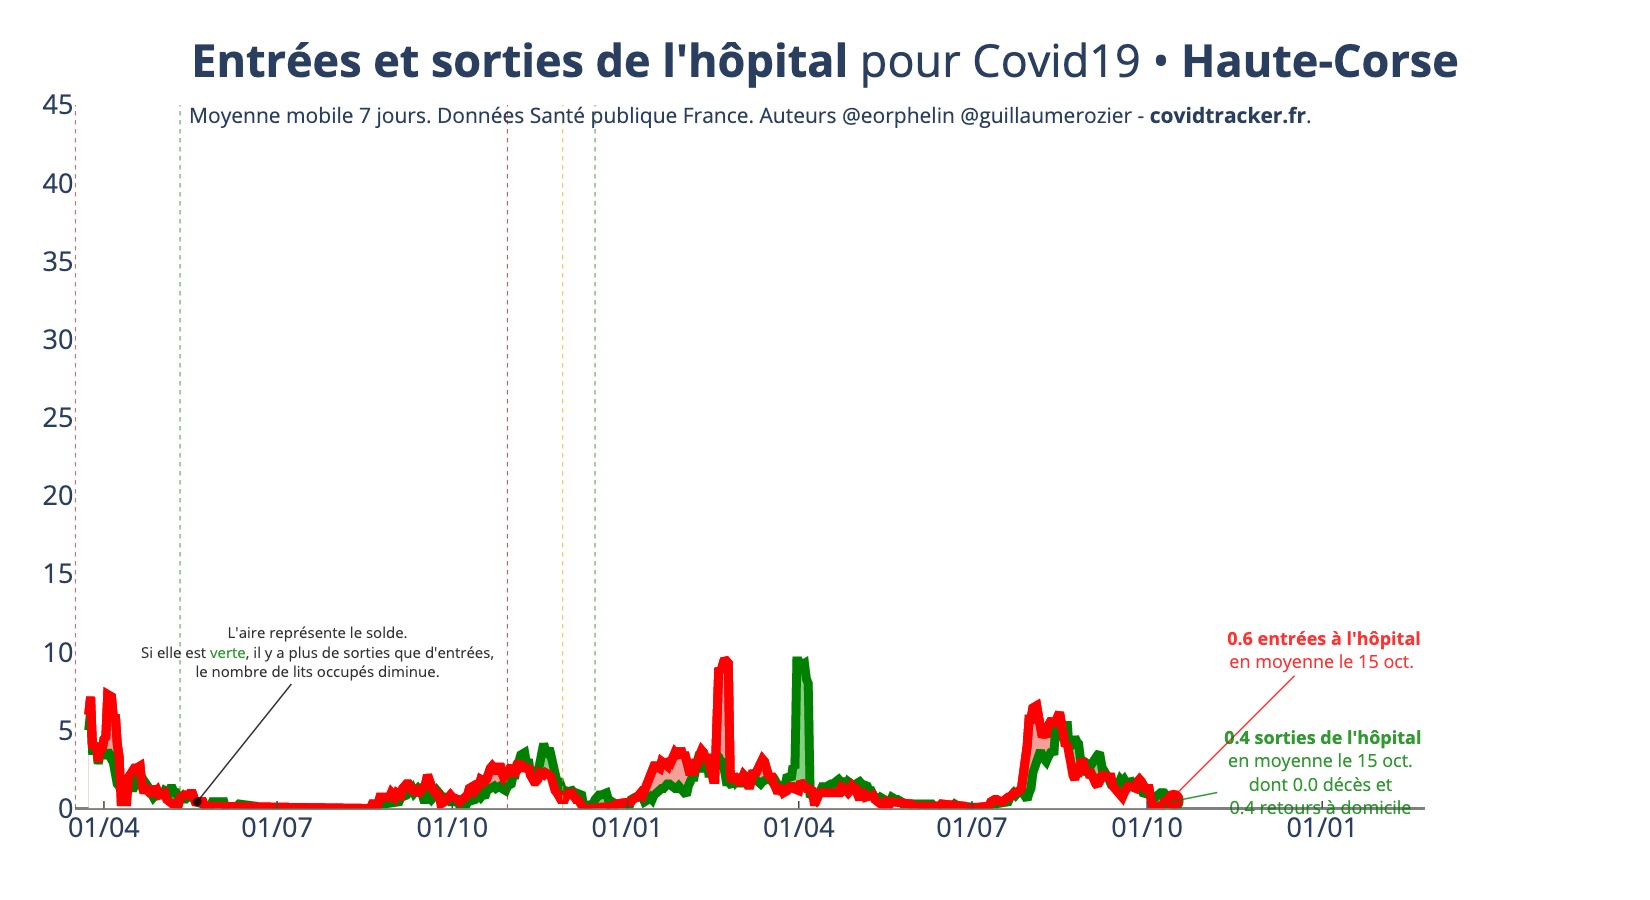 Entrées et sorties de l'hôpital pour Covid19 • Haute-Corse
Moyenne mobile 7 jours. Données Santé publique France. Auteurs @eorphelin @guillaumerozier - covidtracker.fr.
45
40
35
30
25
20
15
10
5
0
L'aire représente le solde.
Si elle est verte, il y a plus de sorties que d'entrées,
le nombre de lits occupés diminue.
0.6 entrées à l'hôpital
en moyenne le 15 oct.
0.4 sorties de l'hôpital
en moyenne le 15 oct.
dont 0.0 décès et
0.4 retours à domicile
01/04 01/07 01/10 01/01 01/04 01/07 01/10 01/01